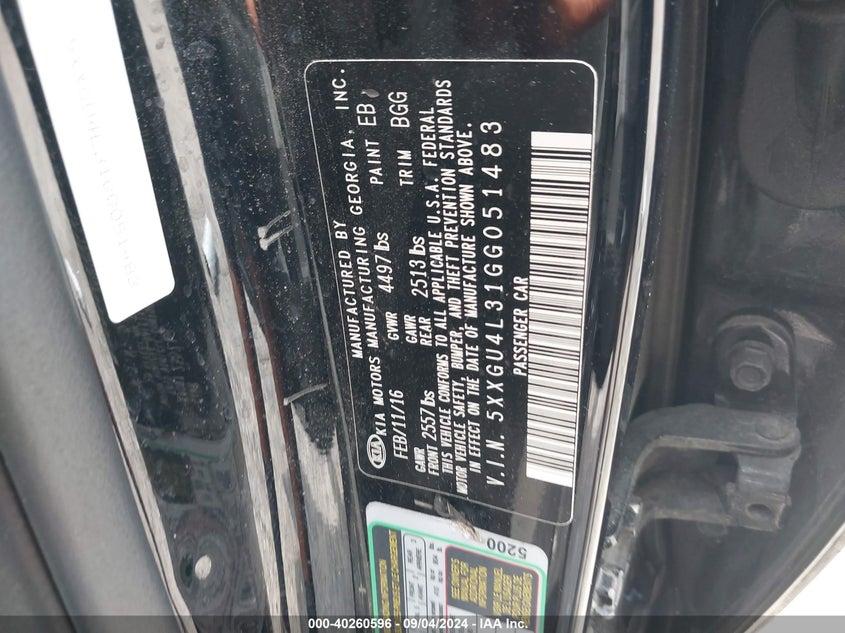 KIA MOTORS MANUFACTURING GEORGIA, INC.
MANUFACTURED BY
FEB/11/16 GVWR 4497 lbs PAINT EB
GAWR FRONT 2557 lbs GAWR REAR 2513 lbs TRIM BGG
THIS VEHICLE CONFORMS TO ALL APPLICABLE U.S.A. FEDERAL
MOTOR VEHICLE SAFETY, BUMPER, AND THEFT PREVENTION STANDARDS
IN EFFECT ON THE DATE OF MANUFACTURE SHOWN ABOVE.
V.I.N. 5XXGU4L31GG051483
PASSENGER CAR
5200
000-40260596 - 09/04/2024 - IAAI.COM